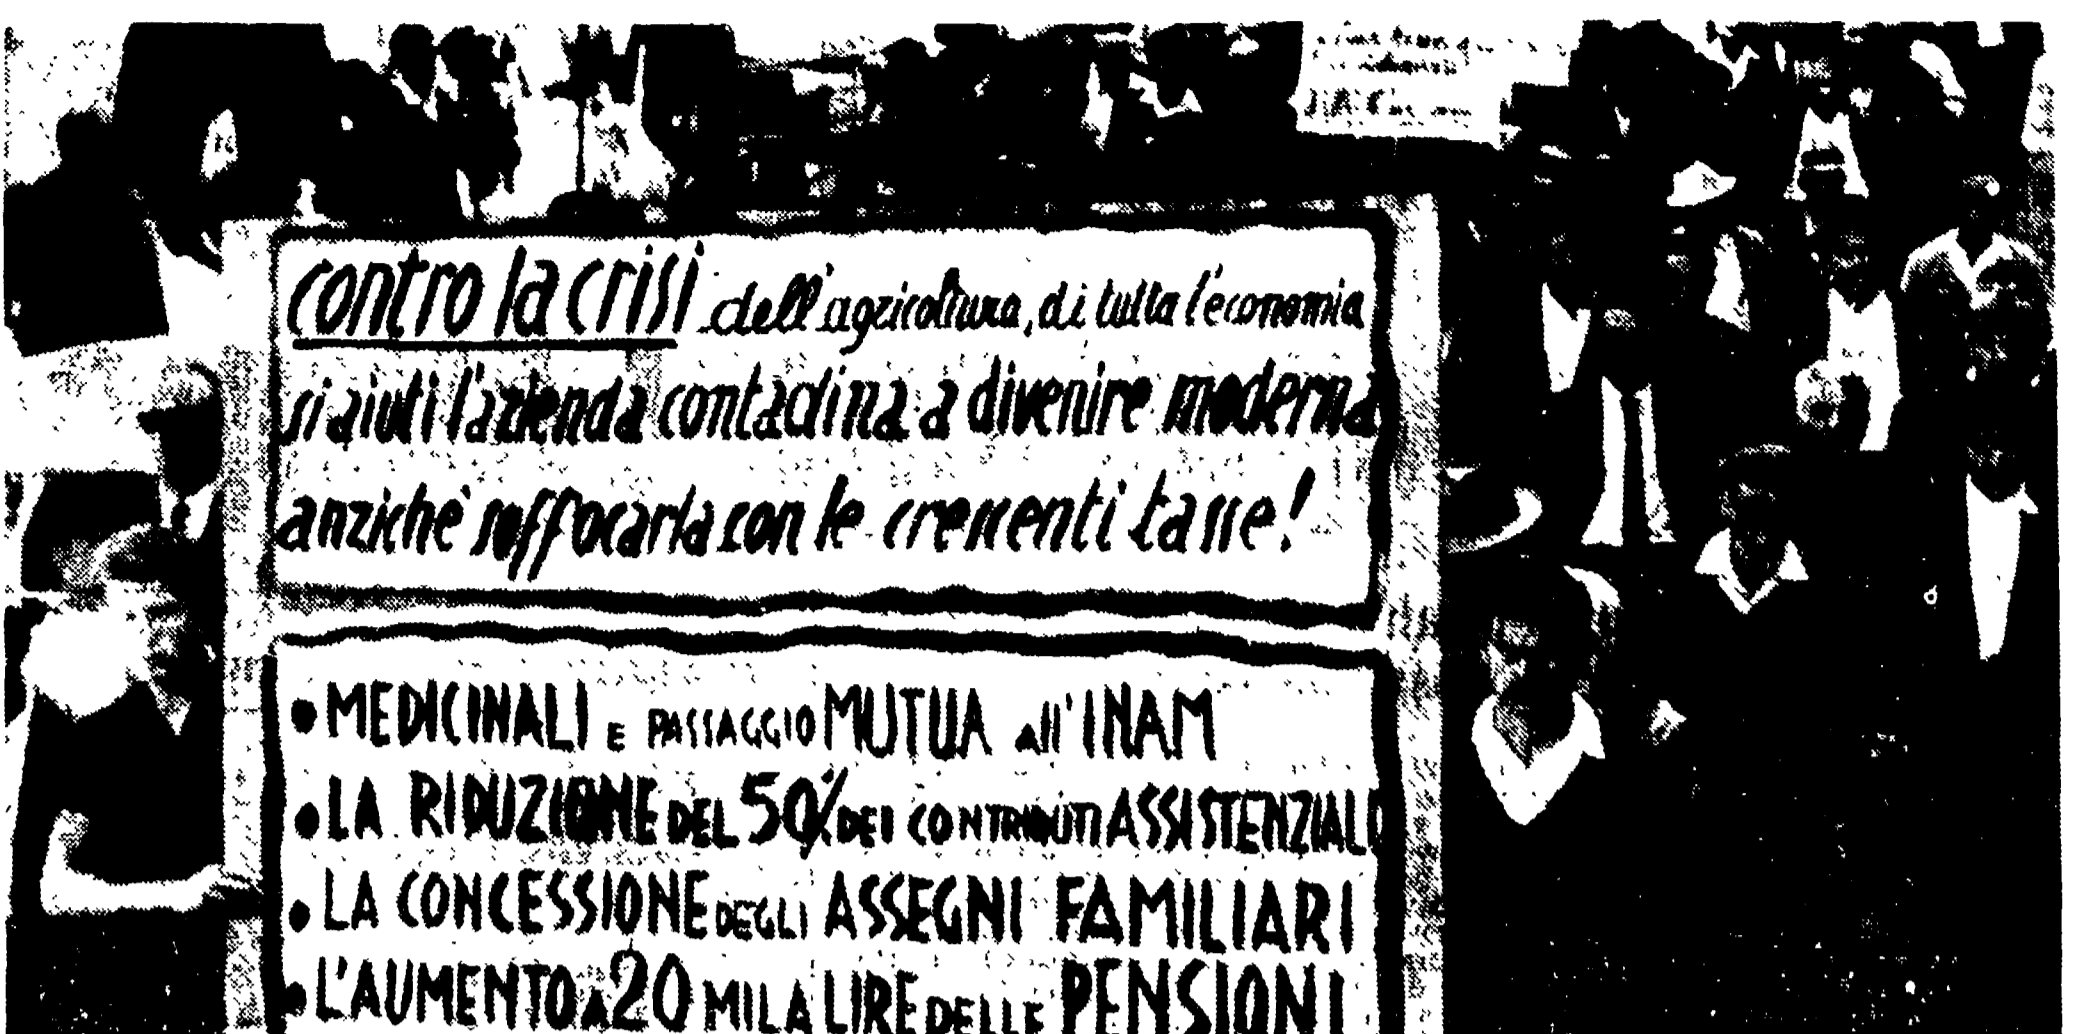 contro la crisi dell'agricoltura, di tutta l'economia
si aiuti l'azienda contadina a divenire moderna
anziché soffocarla con le crescenti tasse!
• MEDICINALI E PASSAGGIO MUTUA all'INAM
• LA RIDUZIONE DEL 50% DEI CONTRIBUTI ASSISTENZIALI
• LA CONCESSIONE DEGLI ASSEGNI FAMILIARI
• L'AUMENTO A 20 MILA LIRE DELLE PENSIONI